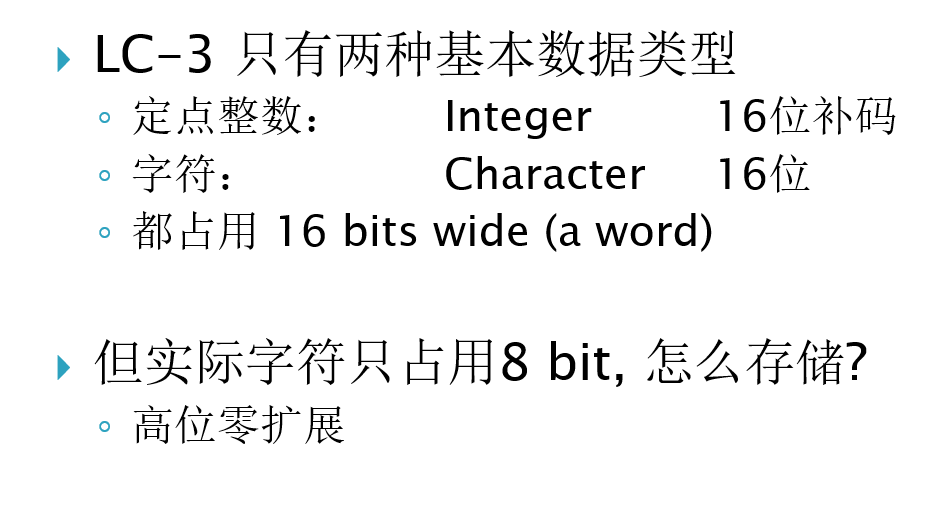 LC-3 只有两种基本数据类型
定点整数： Integer 16位补码
字符： Character 16位
都占用 16 bits wide (a word)
但实际字符只占用8 bit, 怎么存储?
高位零扩展